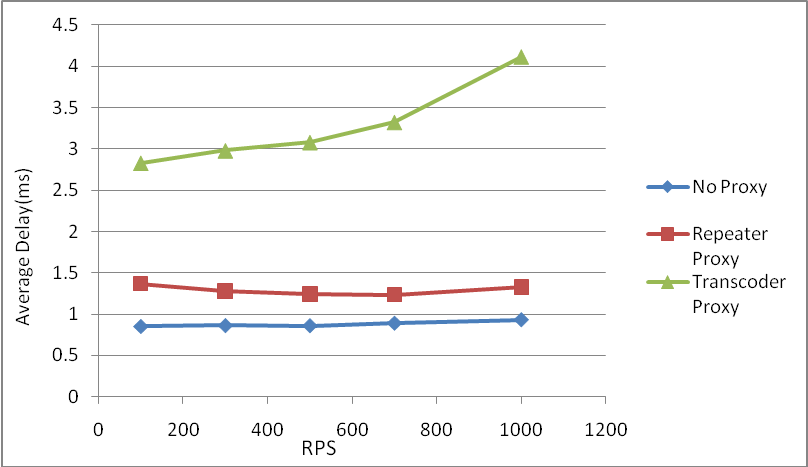 4.5
4
3.5
3
2.5
2
1.5
1
0.5
0
Average Delay(ms)
0 200 400 600 800 1000 1200
RPS
No Proxy
Repeater
Proxy
Transcoder
Proxy